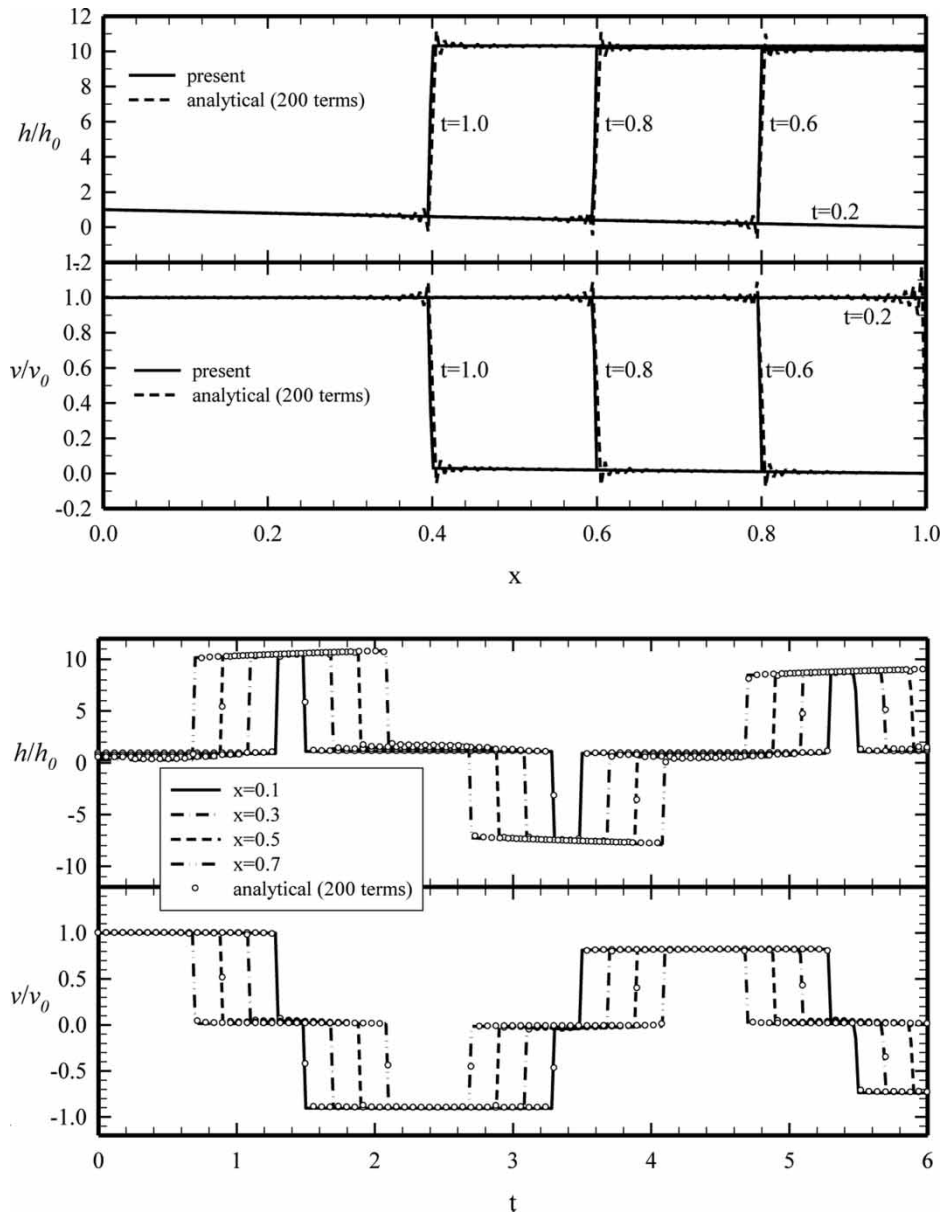 12
10
8
6
4
2
0
h/h0
present
analytical (200 terms)
t=1.0
t=0.8
t=0.6
t=0.2
1.2
1.0
0.8
0.6
0.4
0.2
0.0
-0.2
v/v0
present
analytical (200 terms)
t=1.0
t=0.8
t=0.6
t=0.2
0.0
0.2
0.4
0.6
0.8
1.0
x
10
5
0
-5
-10
h/h0
x=0.1
x=0.3
x=0.5
x=0.7
analytical (200 terms)
1.0
0.5
0.0
-0.5
-1.0
v/v0
0
1
2
3
4
5
6
t